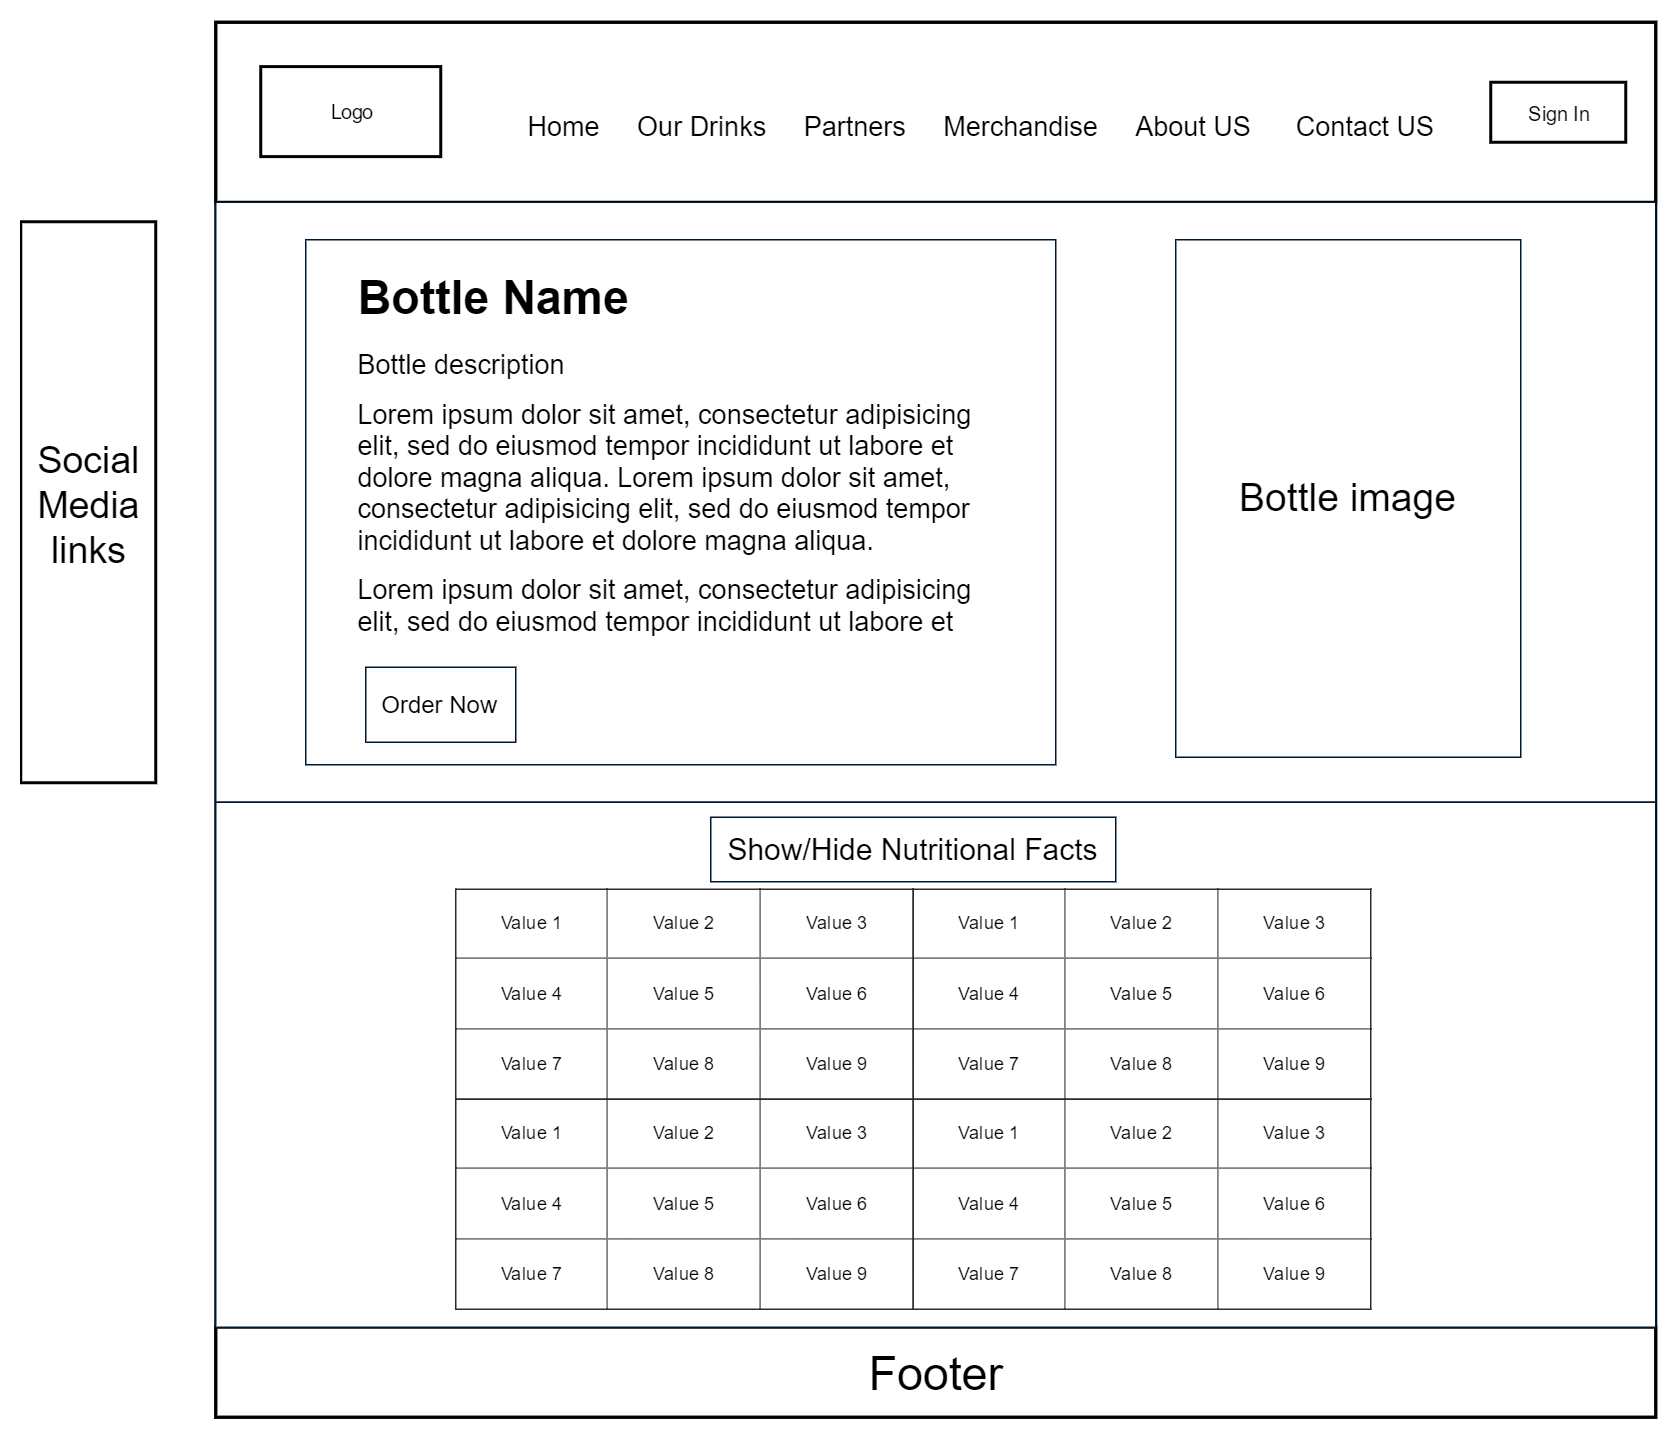 Logo
Home Our Drinks Partners Merchandise About US Contact US
Sign In
Social
Media
links
Bottle Name
Bottle description
Lorem ipsum dolor sit amet, consectetur adipisicing
elit, sed do eiusmod tempor incididunt ut labore et
dolore magna aliqua. Lorem ipsum dolor sit amet,
consectetur adipisicing elit, sed do eiusmod tempor
incididunt ut labore et dolore magna aliqua.
Lorem ipsum dolor sit amet, consectetur adipisicing
elit, sed do eiusmod tempor incididunt ut labore et
Order Now
Bottle image
Show/Hide Nutritional Facts
Value 1 Value 2 Value 3 Value 1 Value 2 Value 3
Value 4 Value 5 Value 6 Value 4 Value 5 Value 6
Value 7 Value 8 Value 9 Value 7 Value 8 Value 9
Value 1 Value 2 Value 3 Value 1 Value 2 Value 3
Value 4 Value 5 Value 6 Value 4 Value 5 Value 6
Value 7 Value 8 Value 9 Value 7 Value 8 Value 9
Footer